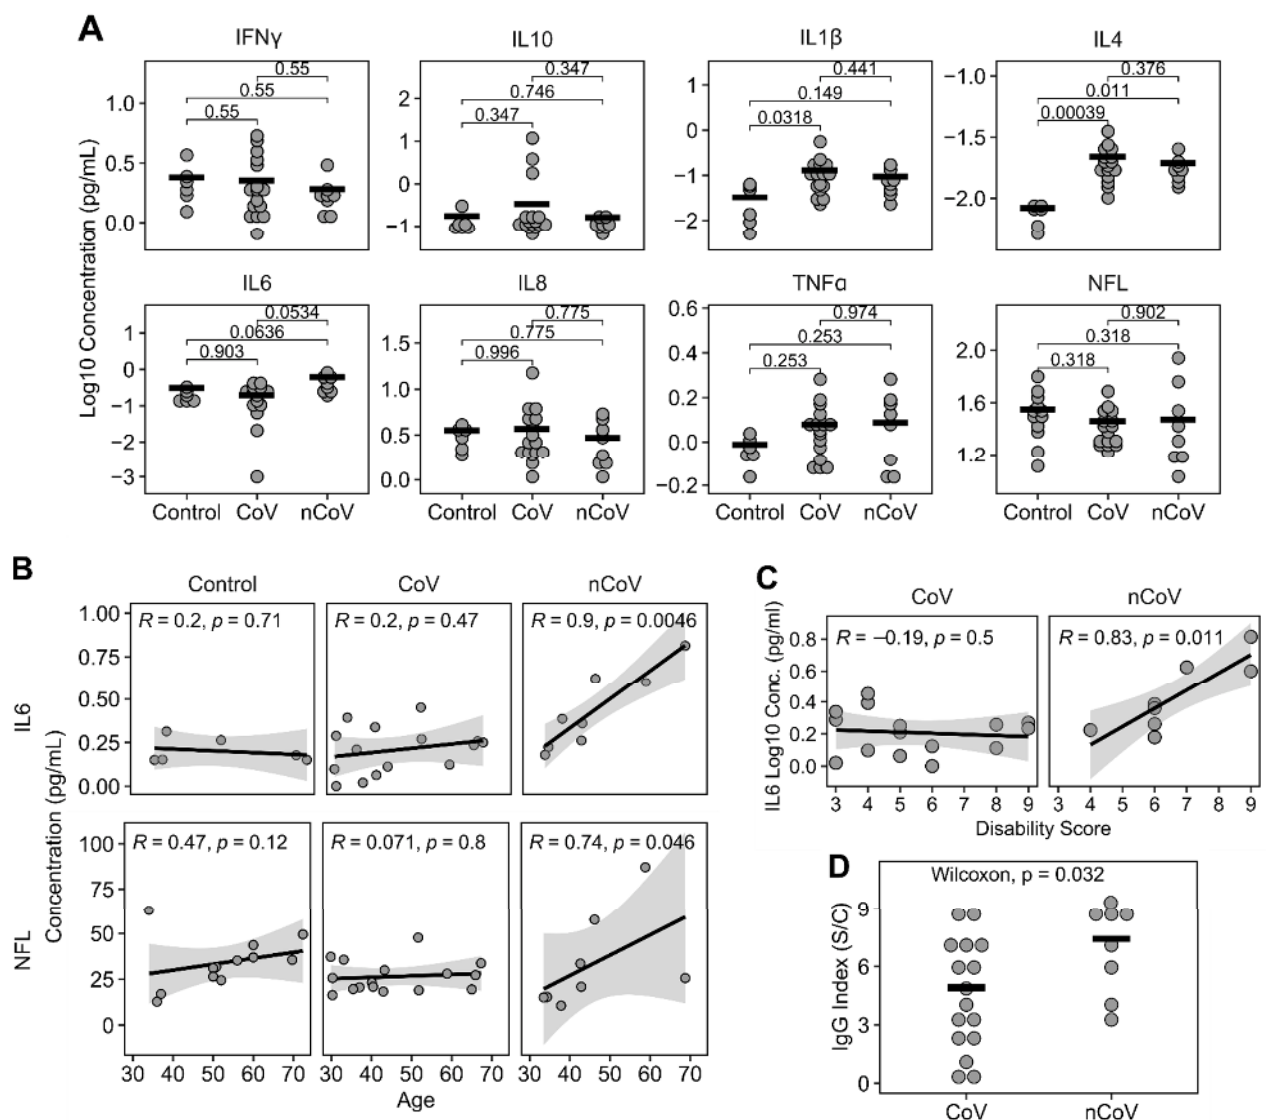 A
IFNγ IL10 IL1β IL4
Log10 Concentration (pg/mL)
1.0
0.5
0.0
0.55
0.55
0.55
2
1
0
−1
0.347
0.746
0.347
1
0
−1
−2
0.441
0.149
0.0318
−1.0
−1.5
−2.0
0.376
0.011
0.00039
IL6 IL8 TNFα NFL
1
0
−1
−2
−3
0.0534
0.0636
0.903
1.5
1.0
0.5
0.0
0.775
0.775
0.996
0.6
0.4
0.2
0.0
−0.2
0.974
0.253
0.253
2.0
1.6
1.2
0.902
0.318
0.318
Control CoV nCoV Control CoV nCoV Control CoV nCoV Control CoV nCoV
B
Control CoV nCoV
IL6
Concentration (pg/mL)
1.00
0.75
0.50
0.25
0.00
R = 0.2, p = 0.71
R = 0.2, p = 0.47
R = 0.9, p = 0.0046
NFL
100
75
50
25
0
R = 0.47, p = 0.12
R = 0.071, p = 0.8
R = 0.74, p = 0.046
30 40 50 60 70 30 40 50 60 70 30 40 50 60 70
Age
C
CoV nCoV
IL6 Log10 Conc. (pg/ml)
0.8
0.6
0.4
0.2
0.0
R = −0.19, p = 0.5
R = 0.83, p = 0.011
3 4 5 6 7 8 9 3 4 5 6 7 8 9
Disability Score
D
Wilcoxon, p = 0.032
IgG Index (S/C)
9
6
3
0
CoV nCoV